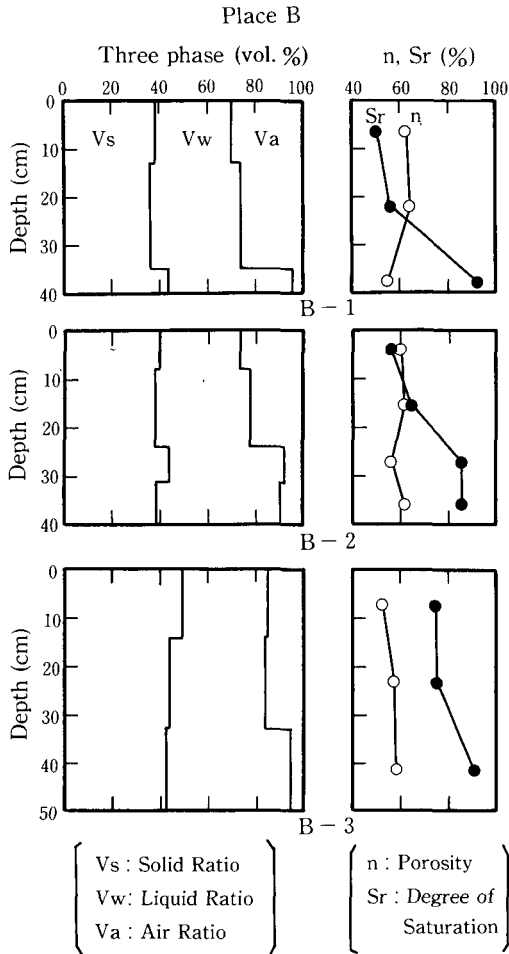 Place B
Three phase (vol. %)
n, Sr (%)
0 20 40 60 80 100
40 60 80 100
0
10
20
30
40
Depth (cm)
Vs Vw Va
Sr n
B-1
0
10
20
30
40
Depth (cm)
B-2
0
10
20
30
40
50
Depth (cm)
B-3
Vs : Solid Ratio
Vw : Liquid Ratio
Va : Air Ratio
n : Porosity
Sr : Degree of
Saturation